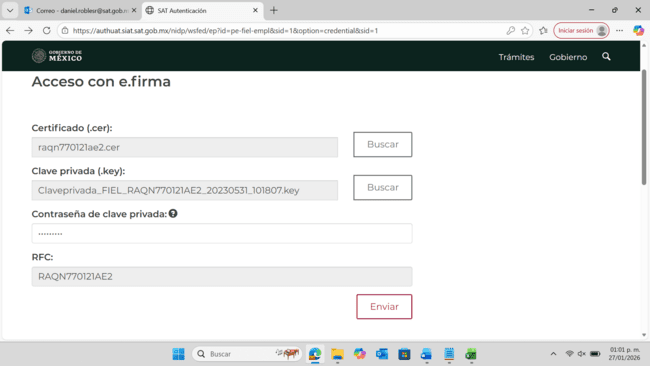 Correo - daniel.roblesr@sat.gob.m
SAT Autenticación
https://authuat.siat.sat.gob.mx/nidp/wsfed/ep?id=pe-fiel-empl&sid=1&option=credential&sid=1
Iniciar sesión
GOBIERNO DE
MÉXICO
Trámites
Gobierno
Acceso con e.firma
Certificado (.cer):
raqn770121ae2.cer
Buscar
Clave privada (.key):
Claveprivada_FIEL_RAQN770121AE2_20230531_101807.key
Buscar
Contraseña de clave privada:
•••••••••
RFC:
RAQN770121AE2
Enviar
Buscar
01:01 p. m.
27/01/2026